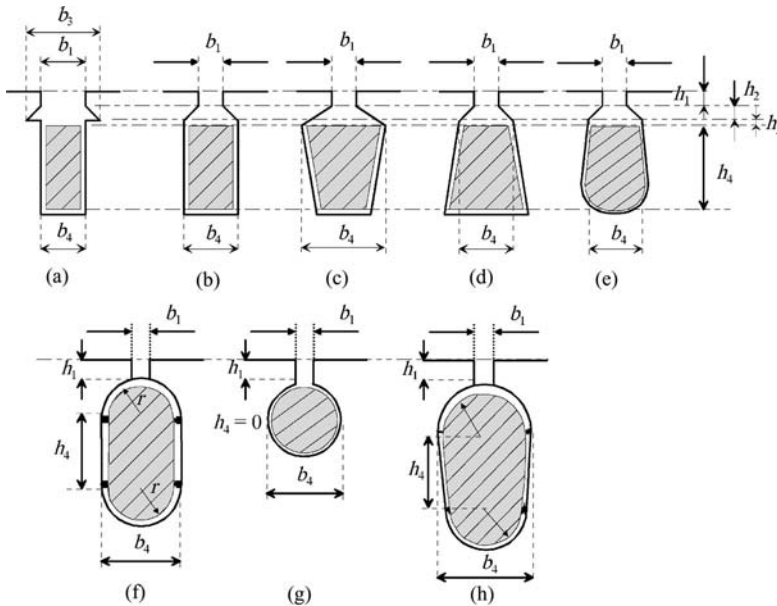 b3
b1 b1 b1 b1 b1
h1 h2
h
h4
b4 b4 b4 b4 b4
(a) (b) (c) (d) (e)
b1 b1 b1
h1 h1 h1
r
h4 h4 = 0 h4
r
b4 b4 b4
(f) (g) (h)